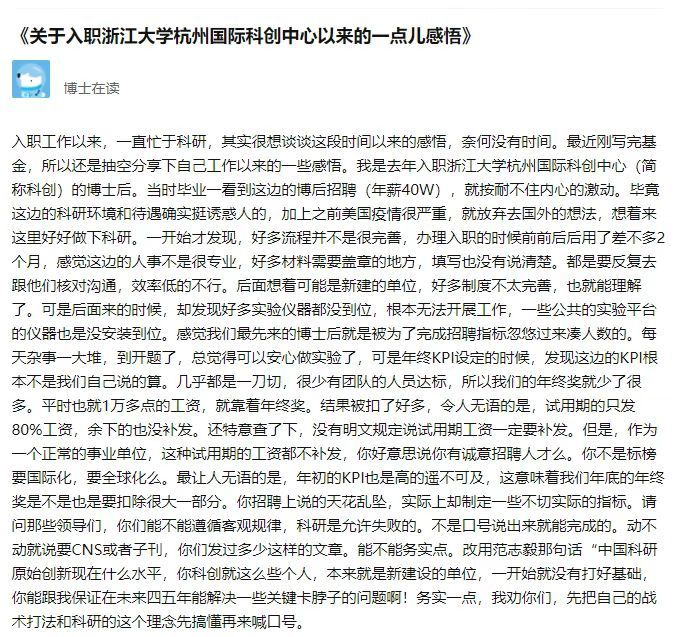 《关于入职浙江大学杭州国际科创中心以来的一点儿感悟》
博士在读
入职工作以来，一直忙于科研，其实很想谈谈这段时间以来的感悟，奈何没有时间。最近刚写完基
金，所以还是抽空分享下自己工作以来的一些感悟。我是去年入职浙江大学杭州国际科创中心（简
称科创）的博士后。当时毕业一看到这边的博后招聘（年薪40W），就按耐不住内心的激动。毕竟
这边的科研环境和待遇确实挺诱惑人的，加上之前美国疫情很严重，就放弃去国外的想法，想着来
这里好好做下科研。一开始才发现，好多流程并不是很完善，办理入职的时候前前后后用了差不多2
个月，感觉这边的人事不是很专业，好多材料需要盖章的地方，填写也没有说清楚。都是要反复去
跟他们核对沟通，效率低的不行。后面想着可能是新建的单位，好多制度不太完善，也就能理解
了。可是后面来的时候，却发现好多实验仪器都没到位，根本无法开展工作，一些公共的实验平台
的仪器也是没安装到位。感觉我们最先来的博士后就是被为了完成招聘指标忽悠过来凑人数的。每
天杂事一大堆，到开题了，总觉得可以安心做实验了，可是年终KPI设定的时候，发现这边的KPI根
本不是我们自己说的算。几乎都是一刀切，很少有团队的人员达标，所以我们的年终奖就少了很
多。平时也就1万多点的工资，就靠着年终奖。结果被扣了好多，令人无语的是，试用期的只发
80%工资，余下的也没补发。还特意查了下，没有明文规定说试用期工资一定要补发。但是，作为
一个正常的事业单位，这种试用期的工资都不补发，你好意思说你有诚意招聘人才么。你不是标榜
要国际化，要全球化么。最让人无语的是，年初的KPI也是高的遥不可及，这意味着我们年底的年终
奖是不是也是要扣除很大一部分。你招聘上说的天花乱坠，实际上却制定一些不切实际的指标。请
问那些领导们，你们能不能遵循客观规律，科研是允许失败的。不是口号说出来就能完成的。动不
动就说要CNS或者子刊，你们发过多少这样的文章。能不能务实点。改用范志毅那句话“中国科研
原始创新现在什么水平，你科创就这么些个人，本来就是新建设的单位，一开始就没有打好基础，
你能跟我保证在未来四五年能解决一些关键卡脖子的问题啊！务实一点，我劝你们，先把自己的战
术打法和科研的这个理念先搞懂再来喊口号。